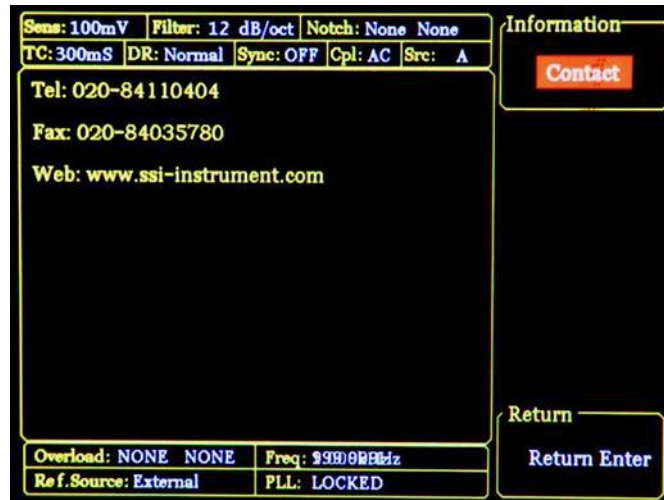 Sens: 100mV Filter: 12 dB/oct Notch: None None
TC: 300mS DR: Normal Sync: OFF Cpl: AC Src: A
Information
Contact
Tel: 020-84110404
Fax: 020-84035780
Web: www.ssi-instrument.com
Return
Return Enter
Overload: NONE NONE Freq:
Ref.Source: External PLL: LOCKED